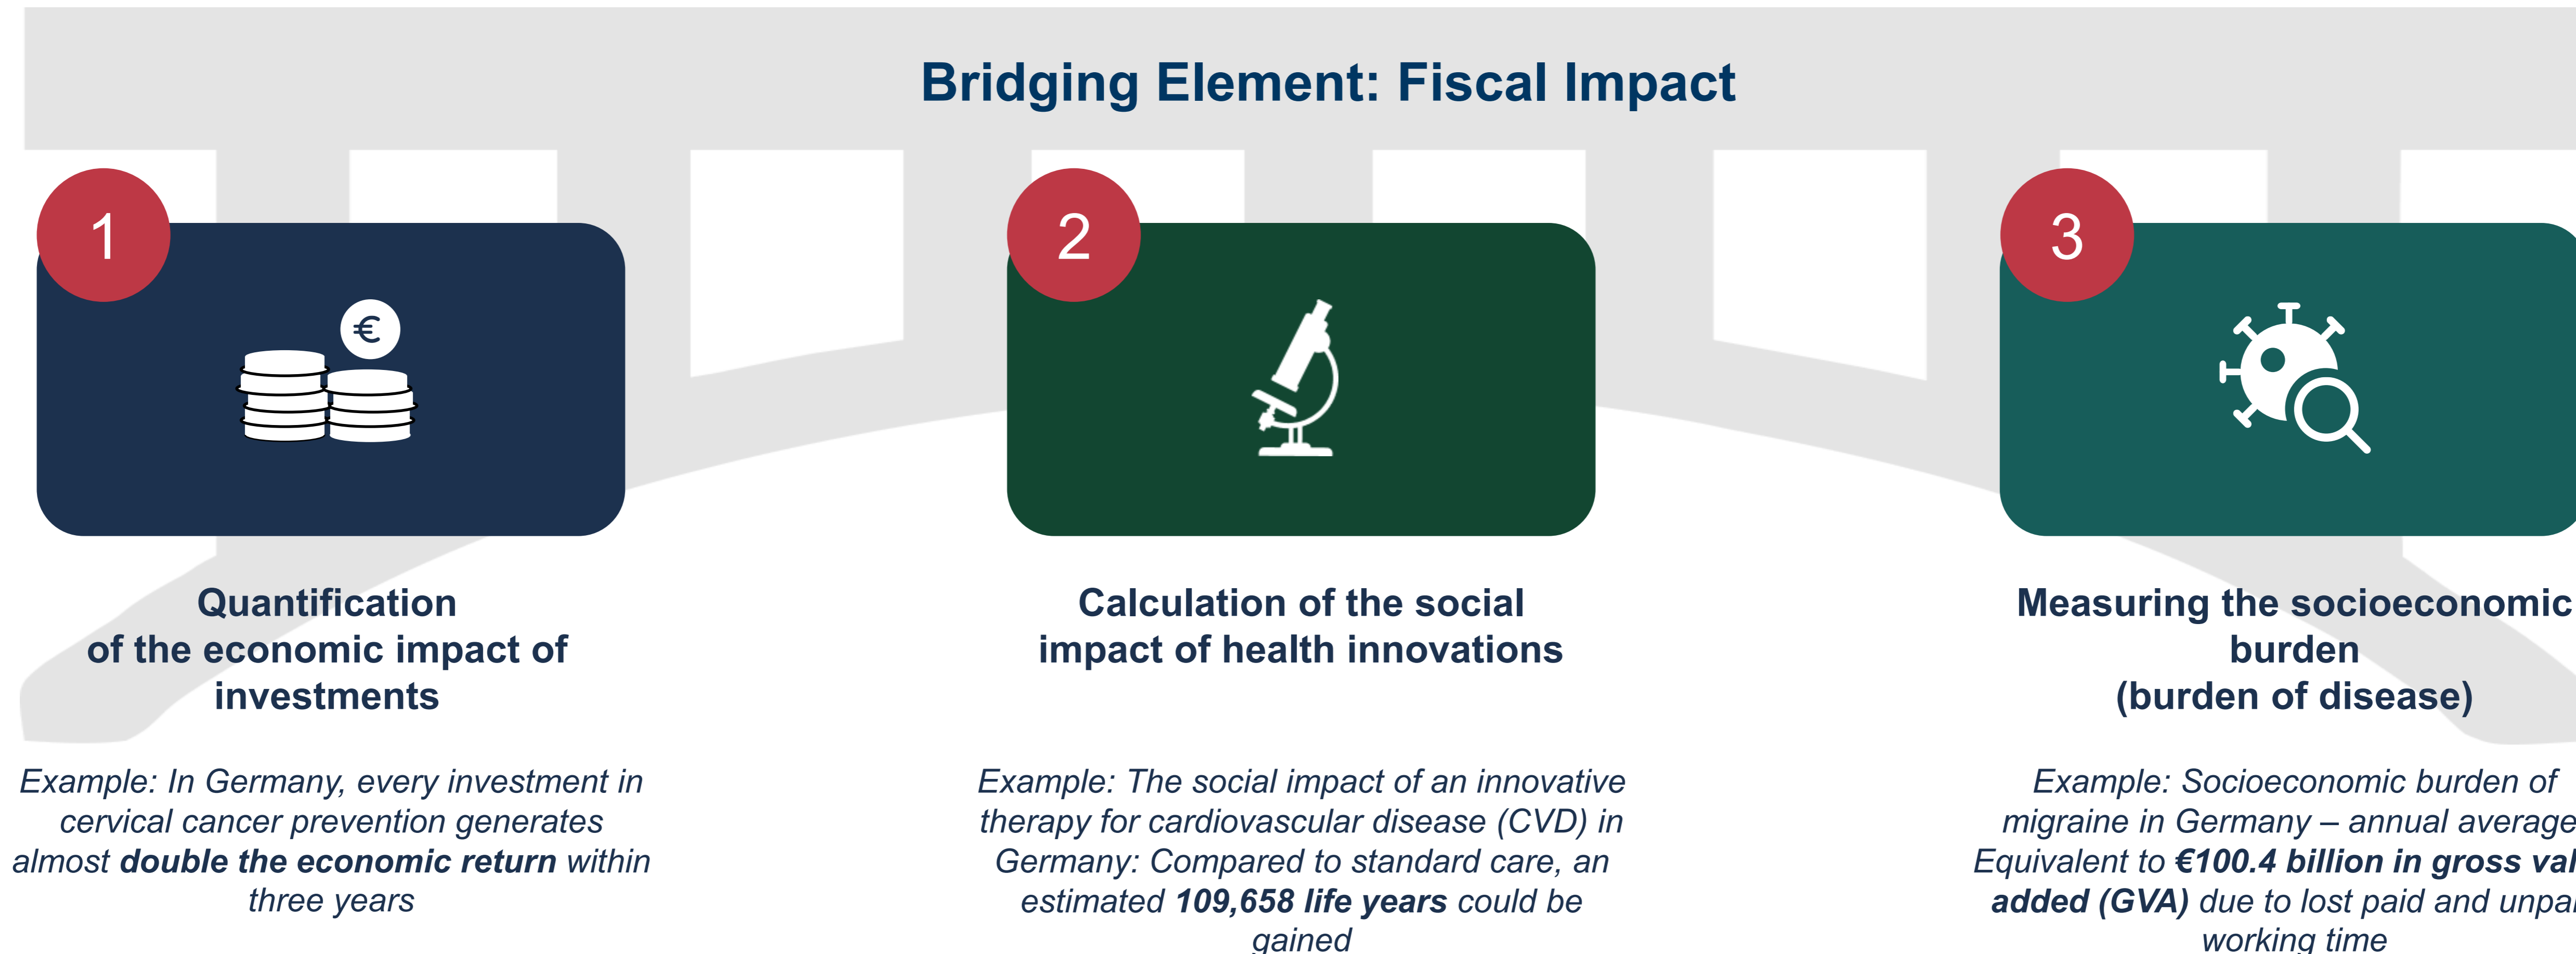 Bridging Element: Fiscal Impact
1
€
2
3
Quantification
of the economic impact of
investments
Calculation of the social
impact of health innovations
Measuring the socioeconomic
burden
(burden of disease)
Example: In Germany, every investment in
cervical cancer prevention generates
almost double the economic return within
three years
Example: The social impact of an innovative
therapy for cardiovascular disease (CVD) in
Germany: Compared to standard care, an
estimated 109,658 life years could be
gained
Example: Socioeconomic burden of
migraine in Germany – annual average
Equivalent to €100.4 billion in gross val
added (GVA) due to lost paid and unpai
working time